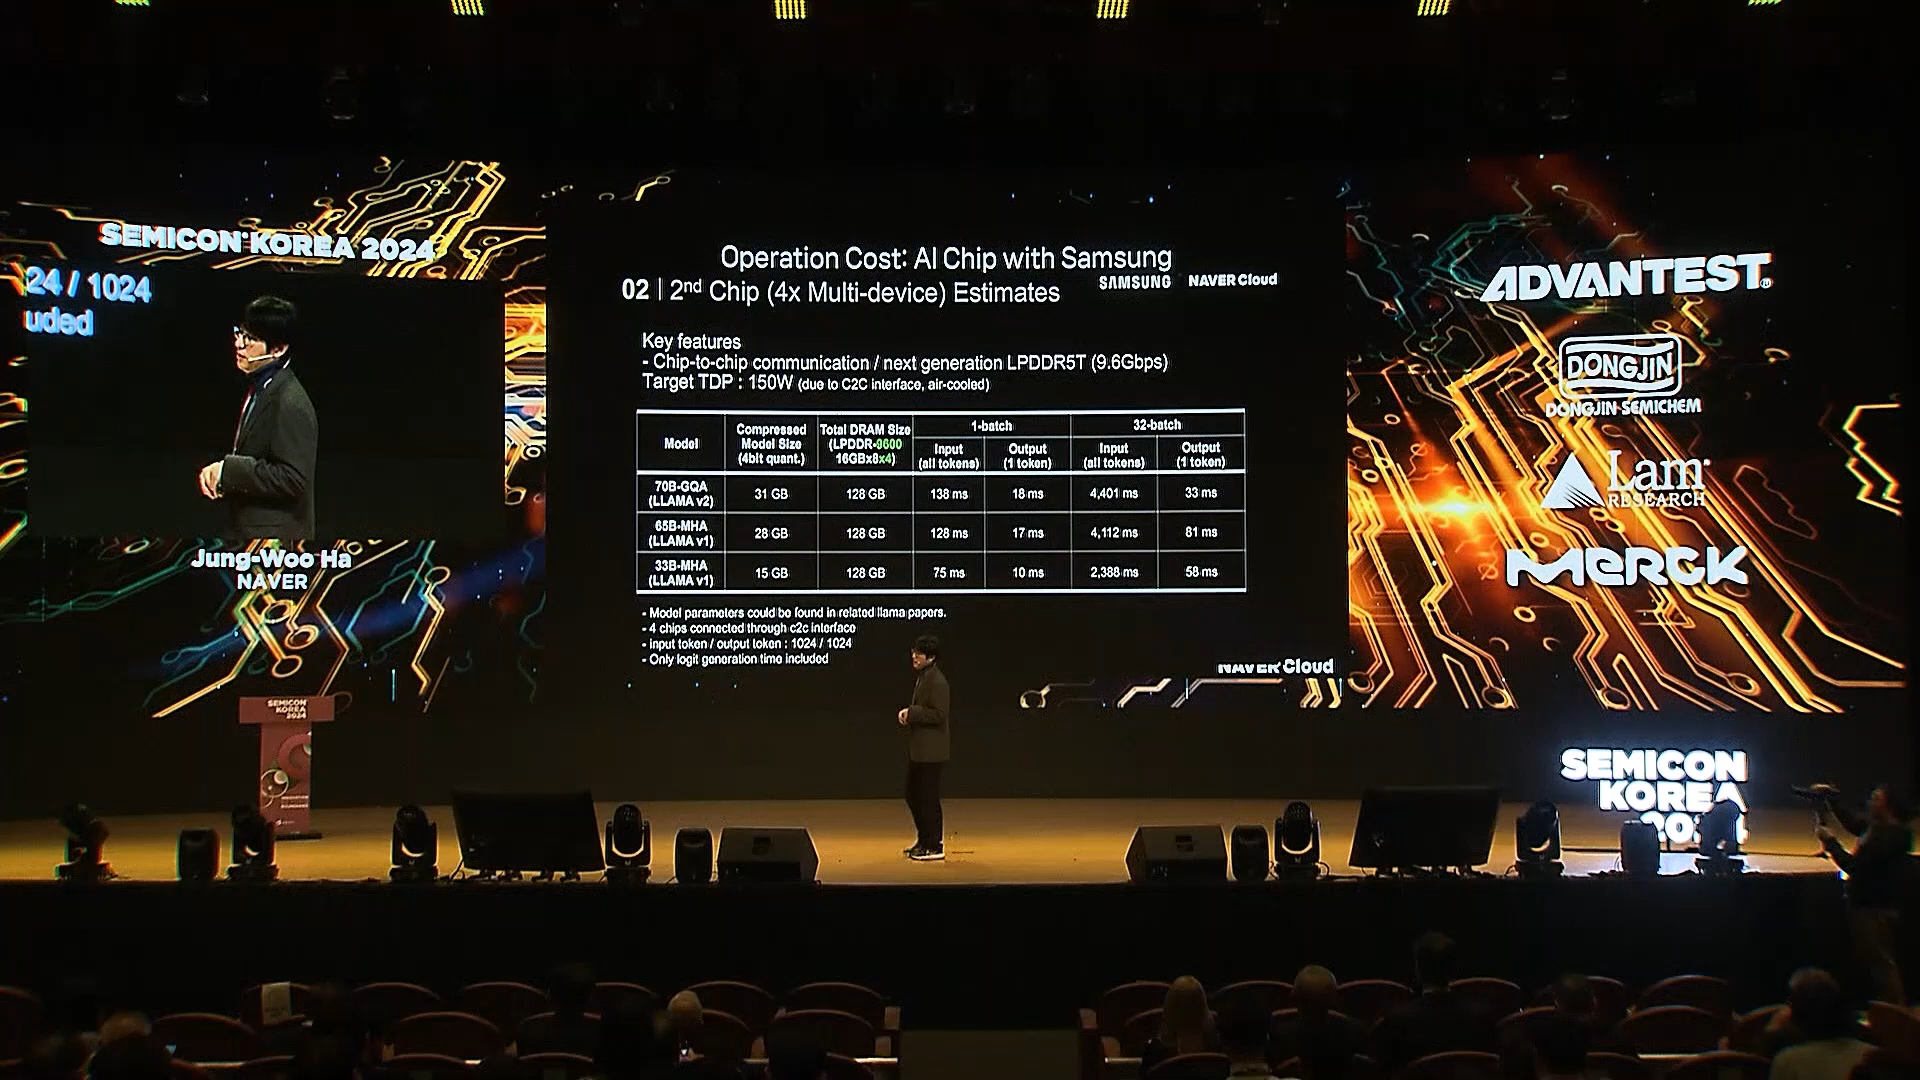 SEMICON KOREA 2024
24 / 1024
uded
Jung-Woo Ha
NAVER
SEMICON
KOREA
2024
Operation Cost: AI Chip with Samsung
02 | 2nd Chip (4x Multi-device) Estimates
SAMSUNG NAVER Cloud
Key features
- Chip-to-chip communication / next generation LPDDR5T (9.6Gbps)
Target TDP : 150W (due to C2C interface, air-cooled)
Model
Compressed
Model Size
(4bit quant.)
Total DRAM Size
(LPDDR-9600
16GBx8x4)
1-batch
32-batch
Input
(all tokens)
Output
(1 token)
Input
(all tokens)
Output
(1 token)
70B-GQA
(LLAMA v2)
31 GB 128 GB 138 ms 18 ms 4,401 ms 33 ms
65B-MHA
(LLAMA v1)
28 GB 128 GB 128 ms 17 ms 4,112 ms 81 ms
33B-MHA
(LLAMA v1)
15 GB 128 GB 75 ms 10 ms 2,388 ms 58 ms
- Model parameters could be found in related llama papers.
- 4 chips connected through c2c interface
- input token / output token : 1024 / 1024
- Only logit generation time included
NAVER Cloud
ADVANTEST
DONGJIN
DONGJIN SEMICHEM
Lam
RESEARCH
MERCK
SEMICON
KOREA